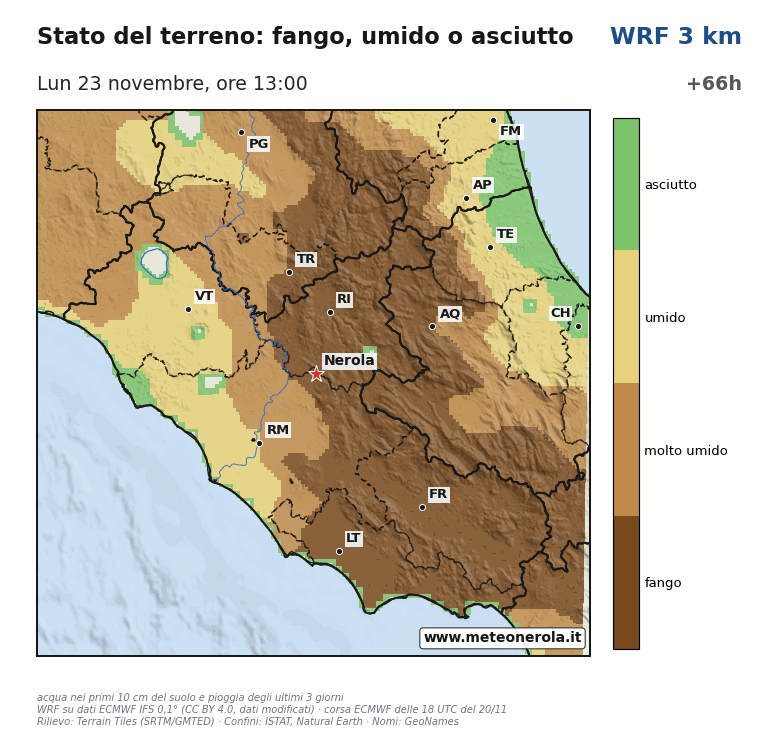 Stato del terreno: fango, umido o asciutto
WRF 3 km
Lun 23 novembre, ore 13:00
+66h
FM
PG
AP
TE
TR
VT
RI
AQ
CH
Nerola
RM
FR
LT
www.meteonerola.it
asciutto
umido
molto umido
fango
acqua nei primi 10 cm del suolo e pioggia degli ultimi 3 giorni
WRF su dati ECMWF IFS 0,1° (CC BY 4.0, dati modificati) · corsa ECMWF delle 18 UTC del 20/11
Rilievo: Terrain Tiles (SRTM/GMTED) · Confini: ISTAT, Natural Earth · Nomi: GeoNames